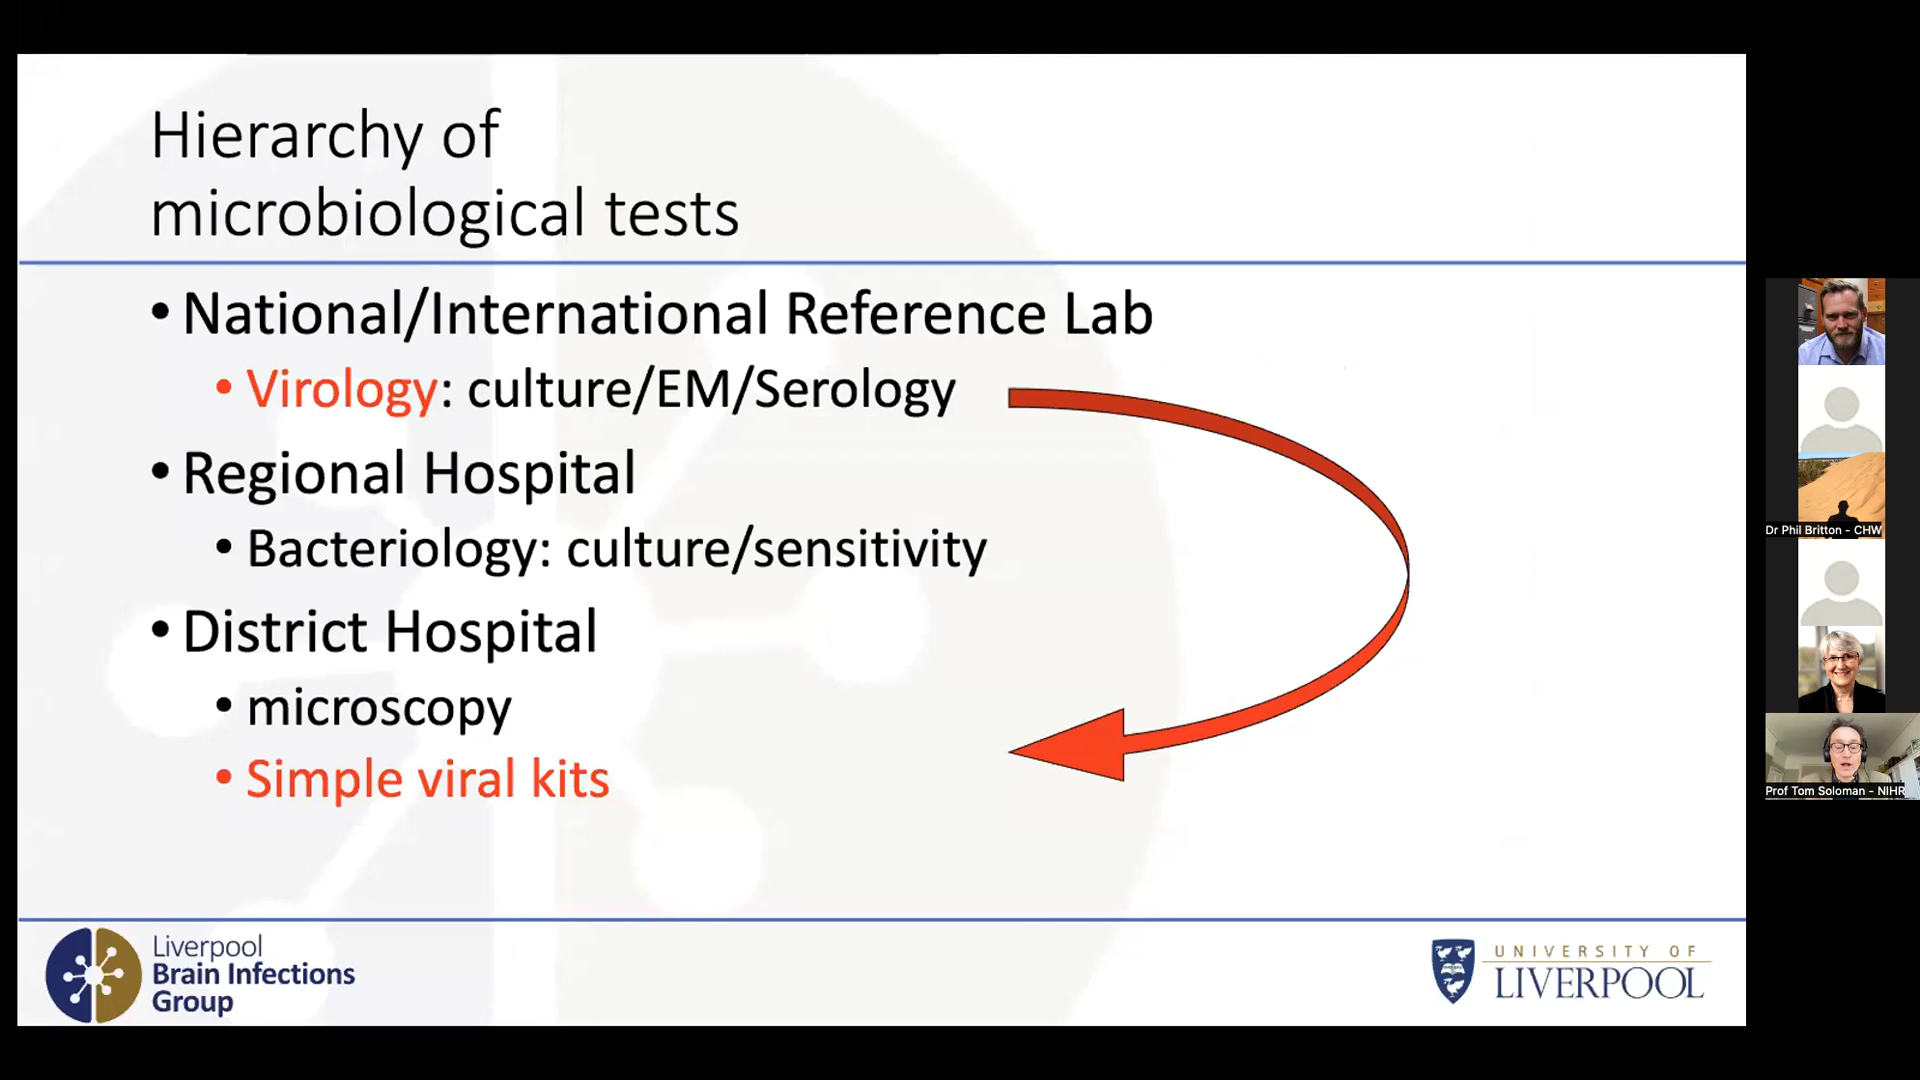 Hierarchy of
microbiological tests
• National/International Reference Lab
• Virology: culture/EM/Serology
• Regional Hospital
• Bacteriology: culture/sensitivity
• District Hospital
• microscopy
• Simple viral kits
Liverpool
Brain Infections
Group
UNIVERSITY OF
LIVERPOOL
Dr Phil Britton - CHW
Prof Tom Soloman - NIHR